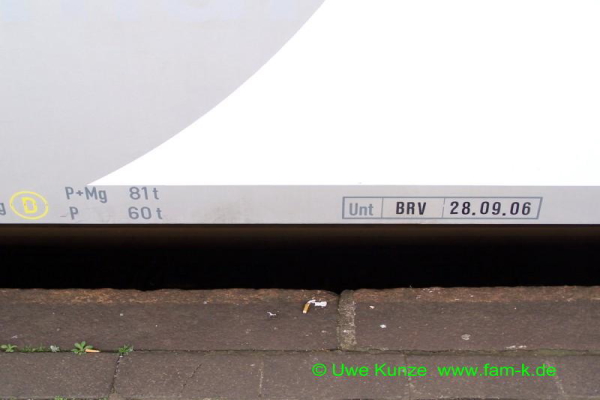 P+Mg 81t
g D P 60t
Unt BRV 28.09.06
© Uwe Kunze www.fam-k.de